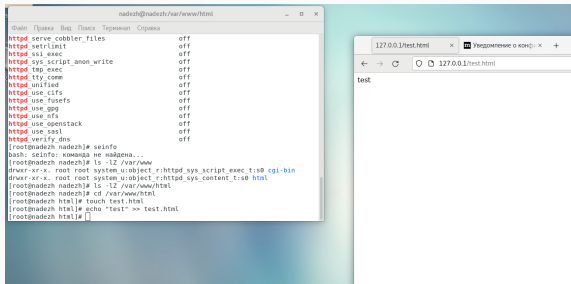 nadezh@nadezh:/var/www/html
Файл Правка Вид Поиск Терминал Справка
httpd_serve_cobbler_files off
httpd_setrlimit off
httpd_ssi_exec off
httpd_sys_script_anon_write off
httpd_tmp_exec off
httpd_tty_comm off
httpd_unified off
httpd_use_cifs off
httpd_use_fusefs off
httpd_use_gpg off
httpd_use_nfs off
httpd_use_openstack off
httpd_use_sasl off
httpd_verify_dns off
[root@nadezh nadezh]# seinfo
bash: seinfo: команда не найдена...
[root@nadezh nadezh]# ls -lZ /var/www
drwxr-xr-x. root root system_u:object_r:httpd_sys_script_exec_t:s0 cgi-bin
drwxr-xr-x. root root system_u:object_r:httpd_sys_content_t:s0 html
[root@nadezh nadezh]# ls -lZ /var/www/html
[root@nadezh nadezh]# cd /var/www/html
[root@nadezh html]# touch test.html
[root@nadezh html]# echo "test" >> test.html
[root@nadezh html]#
127.0.0.1/test.html
Уведомление о конфи
127.0.0.1/test.html
test